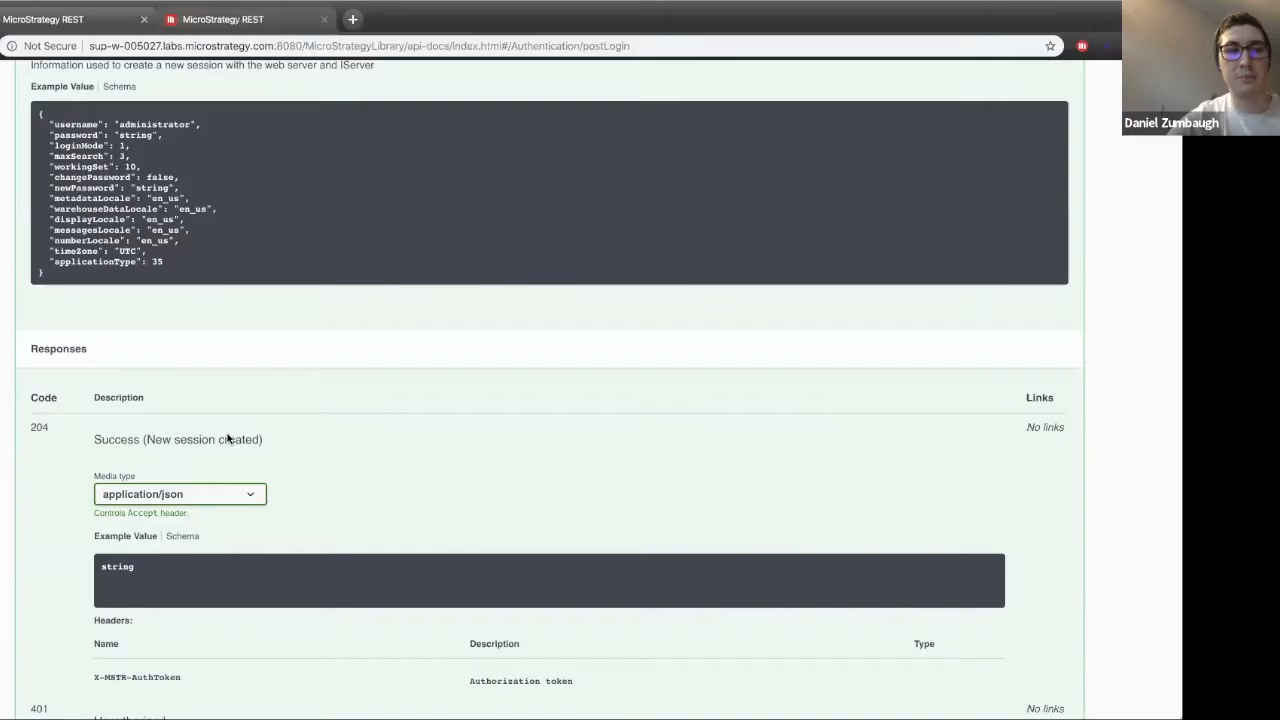 MicroStrategy REST
MicroStrategy REST
Not Secure | sup-w-005027.labs.microstrategy.com:8080/MicroStrategyLibrary/api-docs/index.html#/Authentication/postLogin
Daniel Zumbaugh
Information used to create a new session with the web server and IServer
Example Value | Schema
{
"username": "administrator",
"password": "string",
"loginMode": 1,
"maxSearch": 3,
"workingSet": 10,
"changePassword": false,
"newPassword": "string",
"metadataLocale": "en_us",
"warehouseDataLocale": "en_us",
"displayLocale": "en_us",
"messagesLocale": "en_us",
"numberLocale": "en_us",
"timeZone": "UTC",
"applicationType": 35
}
Responses
Code Description Links
204 No links
Success (New session created)
Media type
application/json
Controls Accept header.
Example Value | Schema
string
Headers:
Name Description Type
X-MSTR-AuthToken Authorization token
401 No links